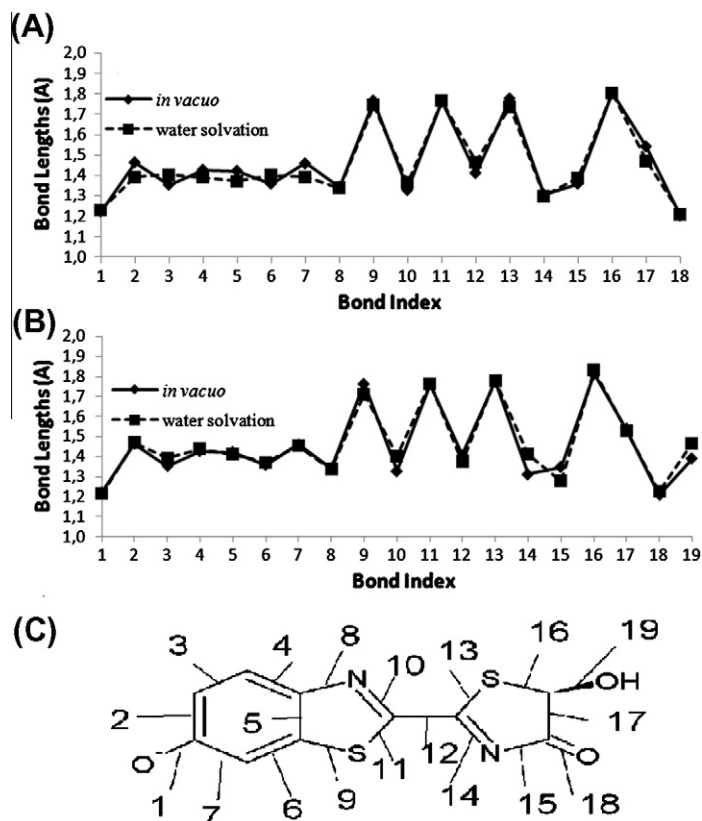 (A)
2,0
1,9
1,8
1,7
1,6
1,5
1,4
1,3
1,2
1,1
1,0
Bond Lengths (A)
in vacuo
water solvation
1 2 3 4 5 6 7 8 9 10 11 12 13 14 15 16 17 18
Bond Index
(B)
2,0
1,9
1,8
1,7
1,6
1,5
1,4
1,3
1,2
1,1
1,0
Bond Lengths (A)
in vacuo
water solvation
1 2 3 4 5 6 7 8 9 10 11 12 13 14 15 16 17 18 19
Bond Index
(C)
3 4 8 13 16 19
N 10 S OH
2 5 17
O- S 11 12 N O
1 7 6 9 14 15 18